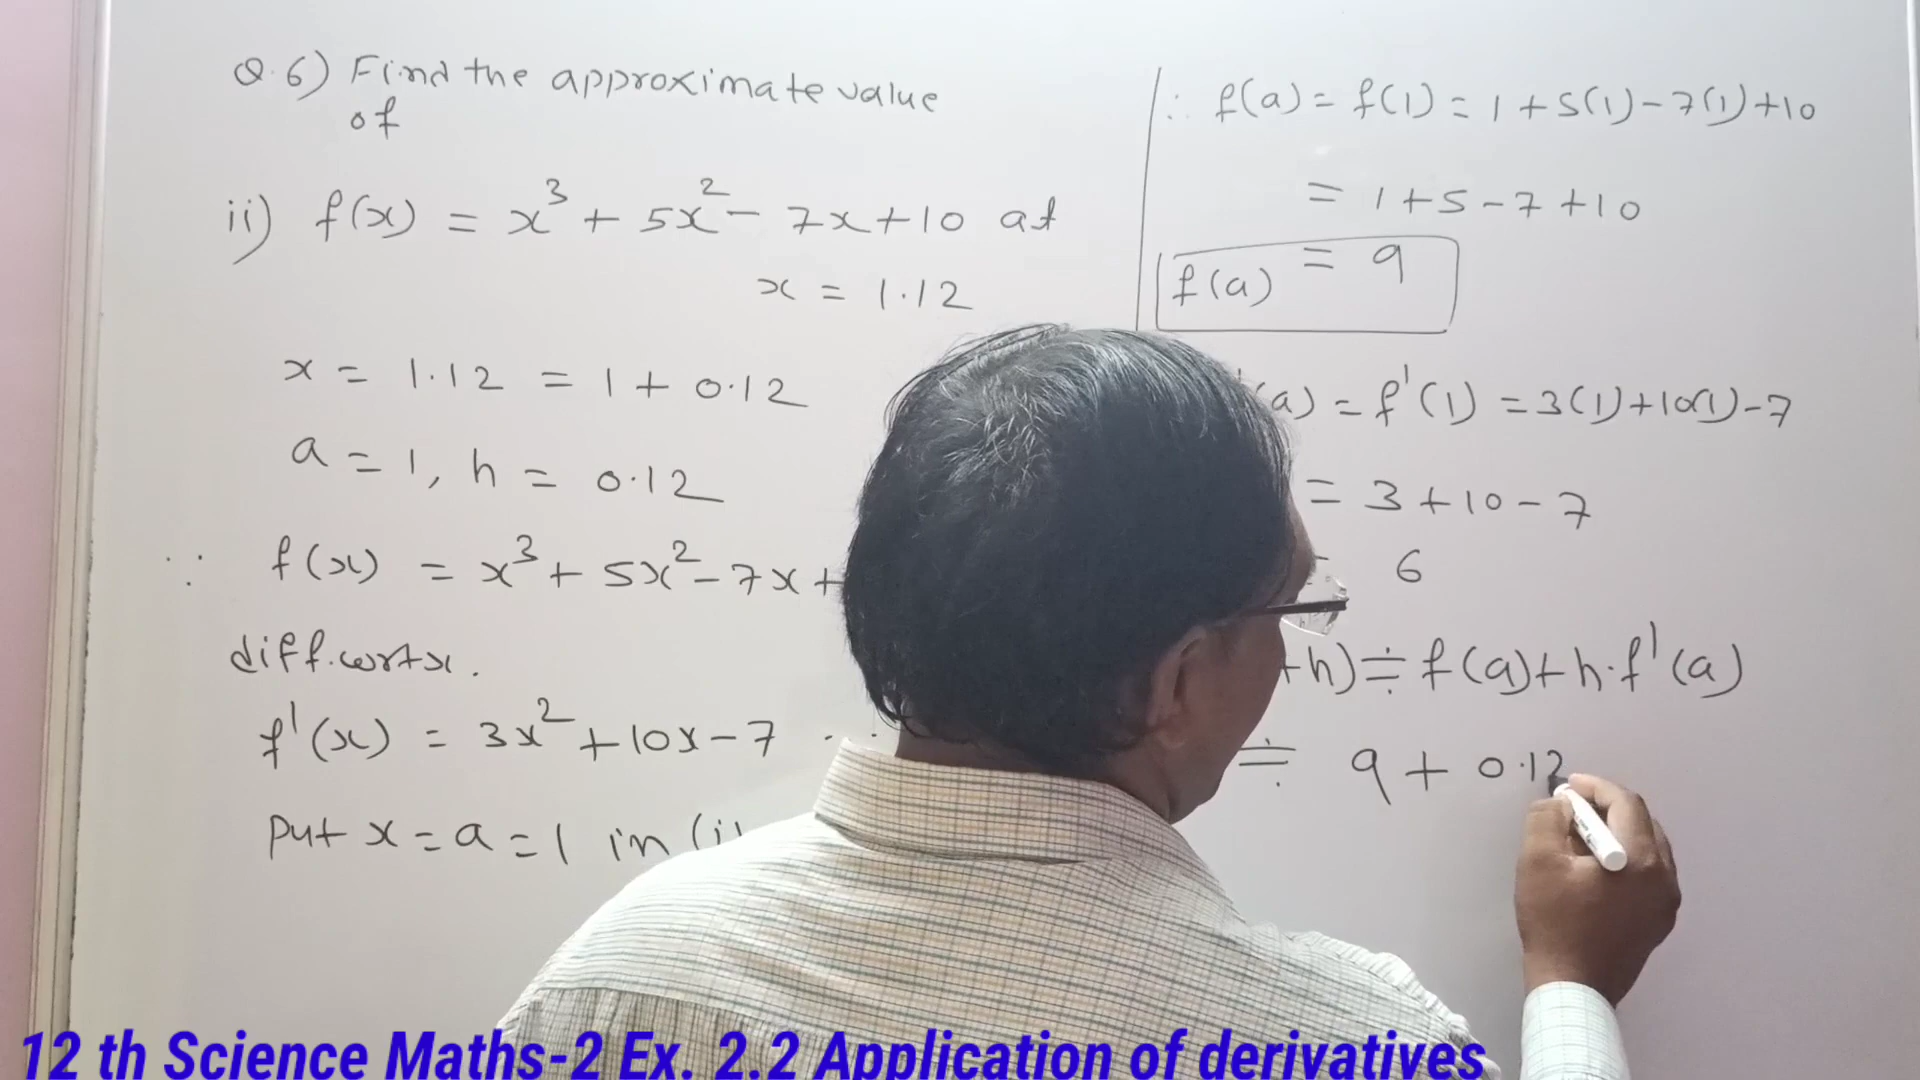 Q.6) Find the approximate value
of
ii) f(x) = x³ + 5x² - 7x + 10 at
x = 1.12
x = 1.12 = 1 + 0.12
a = 1, h = 0.12
∵ f(x) = x³ + 5x² - 7x +
diff. w.r.t x.
f'(x) = 3x² + 10x - 7
put x = a = 1 in (i)
∴ f(a) = f(1) = 1 + 5(1) - 7(1) + 10
= 1 + 5 - 7 + 10
f(a) = 9
(a) = f'(1) = 3(1) + 10(1) - 7
= 3 + 10 - 7
= 6
+h) ≑ f(a) + h·f'(a)
≑ 9 + 0.12
12 th Science Maths-2 Ex. 2.2 Application of derivatives